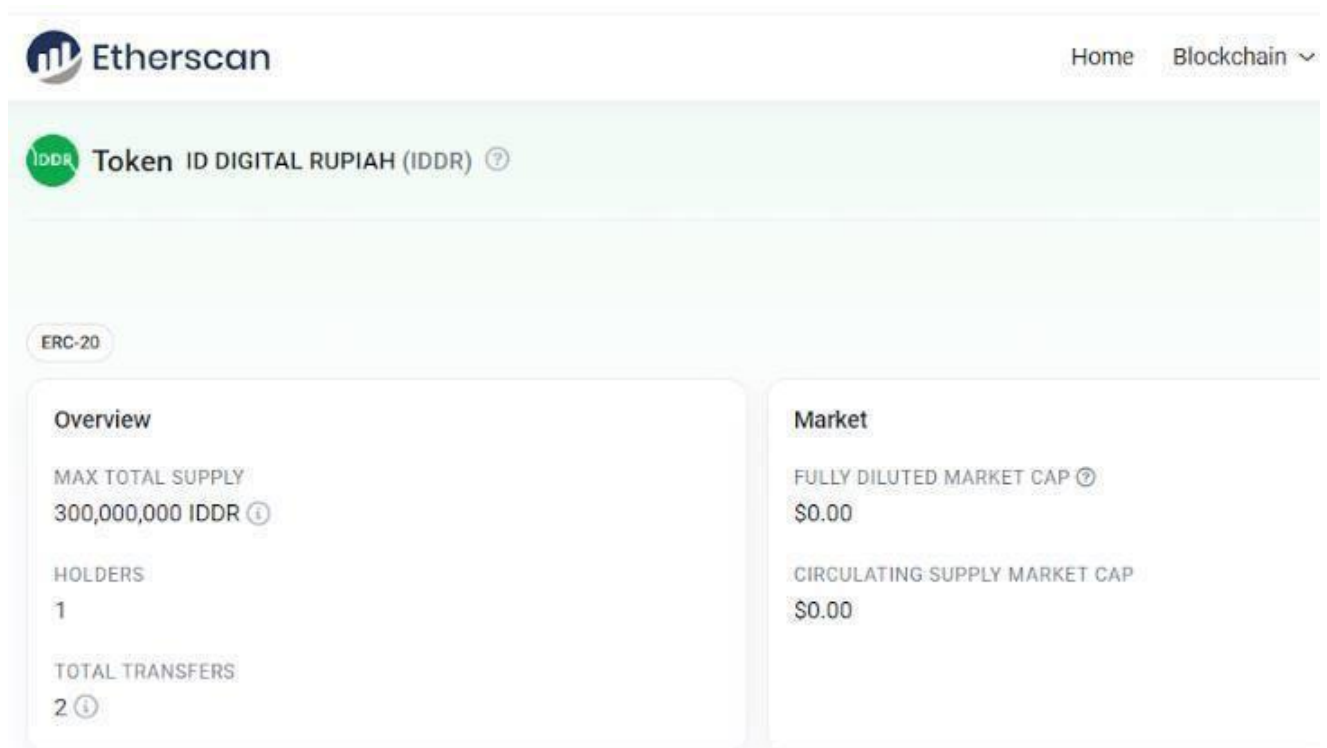 Etherscan
Home Blockchain
IDDR Token ID DIGITAL RUPIAH (IDDR)
ERC-20
Overview
MAX TOTAL SUPPLY
300,000,000 IDDR
HOLDERS
1
TOTAL TRANSFERS
2
Market
FULLY DILUTED MARKET CAP
$0.00
CIRCULATING SUPPLY MARKET CAP
$0.00